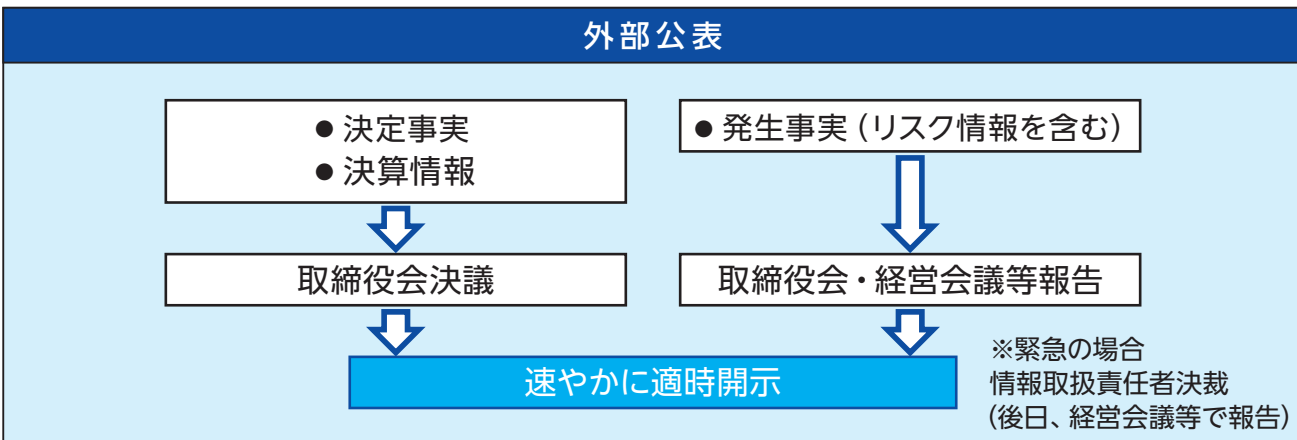 外部公表
● 決定事実
● 決算情報
● 発生事実（リスク情報を含む）
取締役会決議
取締役会・経営会議等報告
速やかに適時開示
※緊急の場合
情報取扱責任者決裁
（後日、経営会議等で報告）